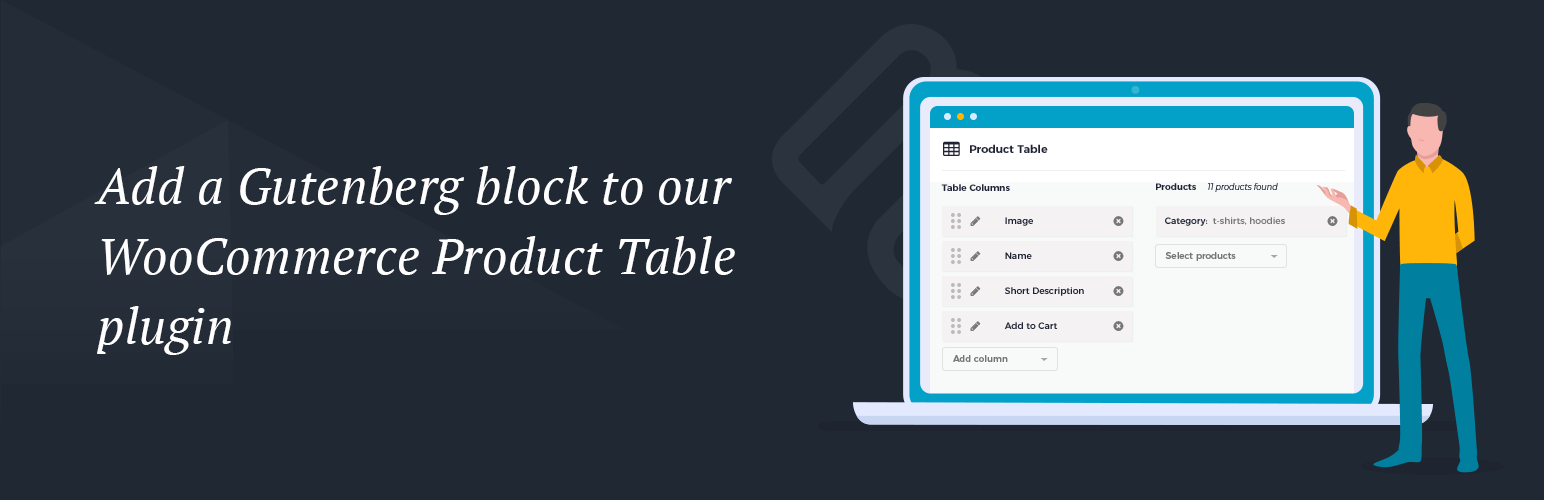 Add a Gutenberg block to our
WooCommerce Product Table
plugin
Product Table
Table Columns
Image
Name
Short Description
Add to Cart
Add column
Products 11 products found
Category: t-shirts, hoodies
Select products